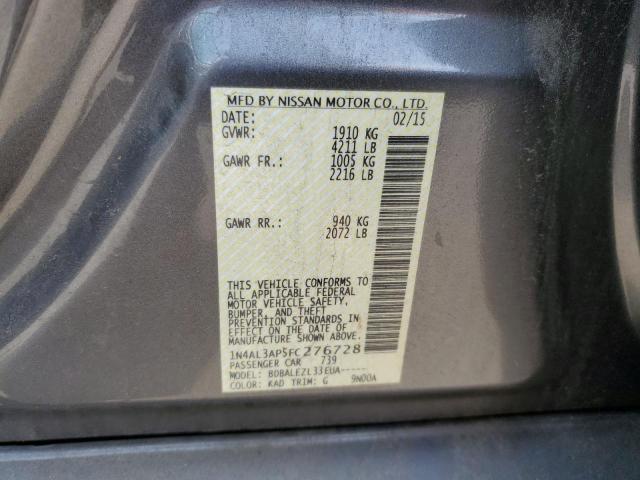 MFD BY NISSAN MOTOR CO., LTD.
DATE: 02/15
GVWR: 1910 KG
4211 LB
GAWR FR.: 1005 KG
2216 LB
GAWR RR.: 940 KG
2072 LB
THIS VEHICLE CONFORMS TO
ALL APPLICABLE FEDERAL
MOTOR VEHICLE SAFETY,
BUMPER, AND THEFT
PREVENTION STANDARDS
IN EFFECT ON THE DATE OF
MANUFACTURE SHOWN ABOVE.
1N4AL3AP5FC276728
PASSENGER CAR 739
MODEL: BDBALEZL33EUA-----
COLOR: KAD TRIM: G 9N00A